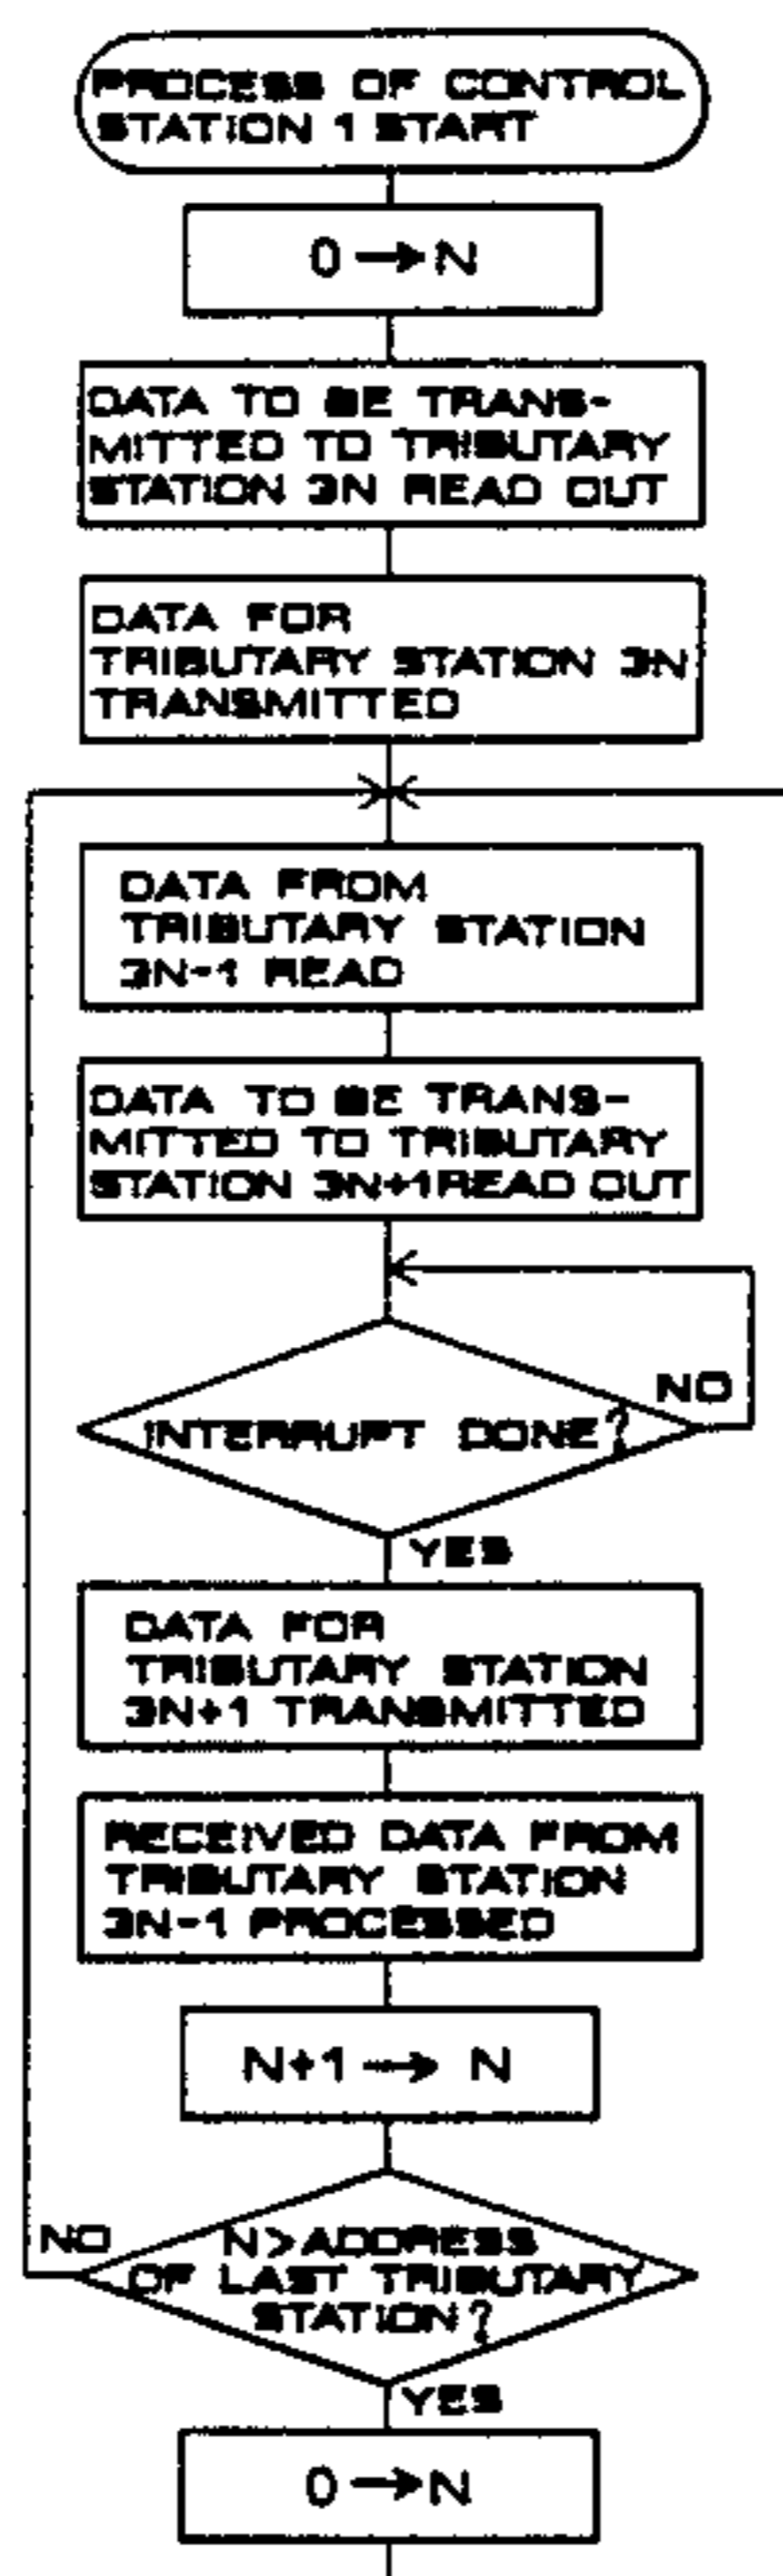 PROCESS OF CONTROL
STATION 1 START
0→N
DATA TO BE TRANS-
MITTED TO TRIBUTARY
STATION 3N READ OUT
DATA FOR
TRIBUTARY STATION 3N
TRANSMITTED
DATA FROM
TRIBUTARY STATION
3N-1 READ
DATA TO BE TRANS-
MITTED TO TRIBUTARY
STATION 3N+1 READ OUT
NO
INTERRUPT DONE?
YES
DATA FOR
TRIBUTARY STATION
3N+1 TRANSMITTED
RECEIVED DATA FROM
TRIBUTARY STATION
3N-1 PROCESSED
N+1→ N
NO
N>ADDRESS
OF LAST TRIBUTARY
STATION?
YES
0→N